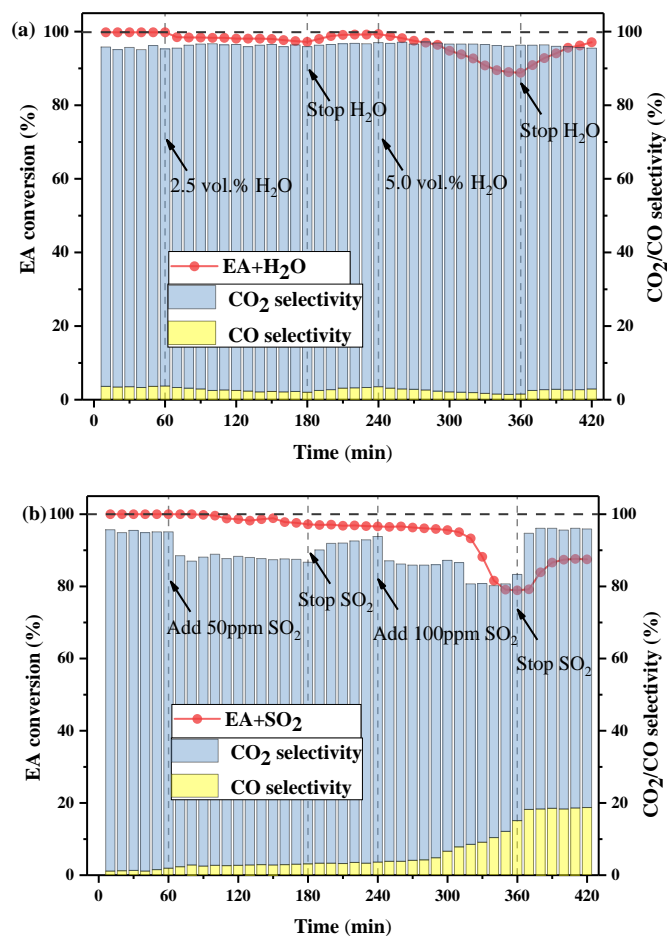 (a)
100
80
60
40
20
0
EA conversion (%)
Stop H2O
Stop H2O
2.5 vol.% H2O
5.0 vol.% H2O
EA+H2O
CO2 selectivity
CO selectivity
100
80
60
40
20
0
CO2/CO selectivity (%)
0 60 120 180 240 300 360 420
Time (min)
(b)
100
80
60
40
20
0
EA conversion (%)
Add 50ppm SO2
Stop SO2
Add 100ppm SO2
Stop SO2
EA+SO2
CO2 selectivity
CO selectivity
100
80
60
40
20
0
CO2/CO selectivity (%)
0 60 120 180 240 300 360 420
Time (min)